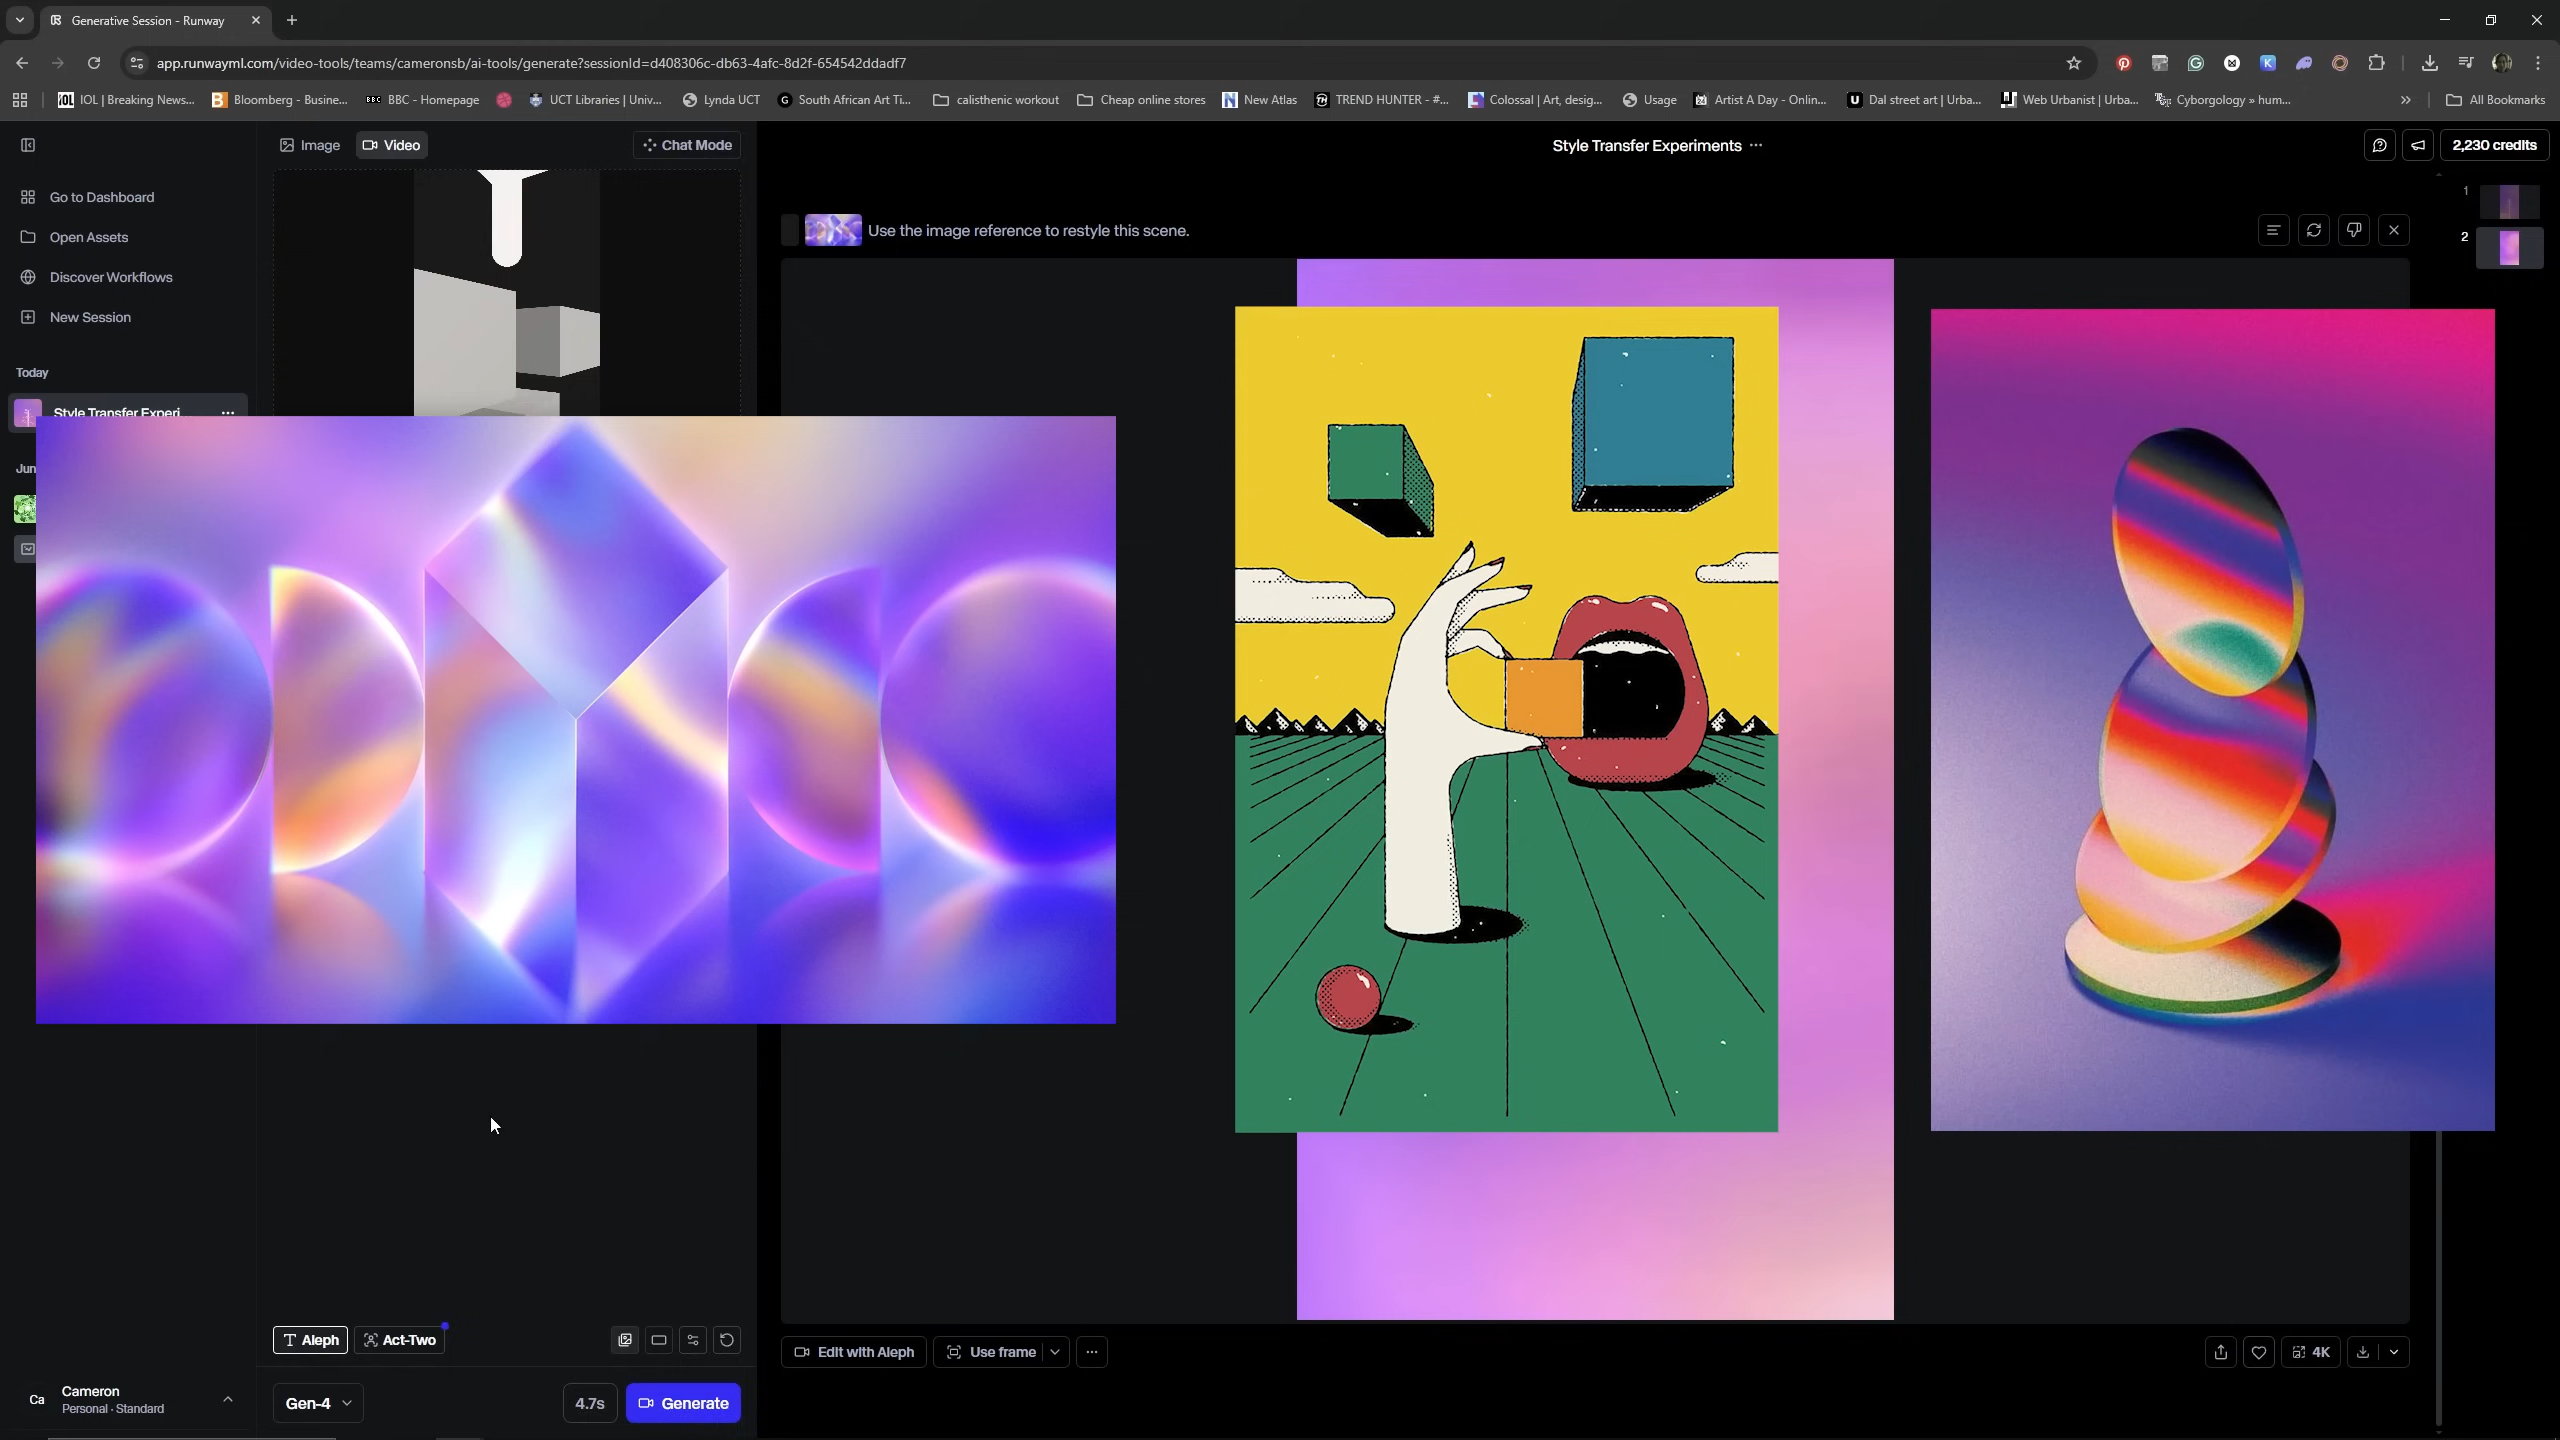 Generative Session - Runway
app.runwayml.com/video-tools/teams/cameronsb/ai-tools/generate?sessionId=d408306c-db63-4afc-8d2f-654542ddadf7
IOL | Breaking News... Bloomberg - Busine... BBC - Homepage UCT Libraries | Univ... Lynda UCT South African Art Ti... calisthenic workout Cheap online stores New Atlas TREND HUNTER - #... Colossal | Art, desig... Usage Artist A Day - Onlin... Dal street art | Urba... Web Urbanist | Urba... Cyborgology » hum... » All Bookmarks
Image Video Chat Mode
Style Transfer Experiments ...
2,230 credits
Go to Dashboard
Open Assets
Discover Workflows
New Session
Today
Style Transfer Experi... ...
Jun
Use the image reference to restyle this scene.
1
2
Aleph Act-Two
Edit with Aleph Use frame ...
4K
Ca Cameron
Personal · Standard
Gen-4 4.7s Generate